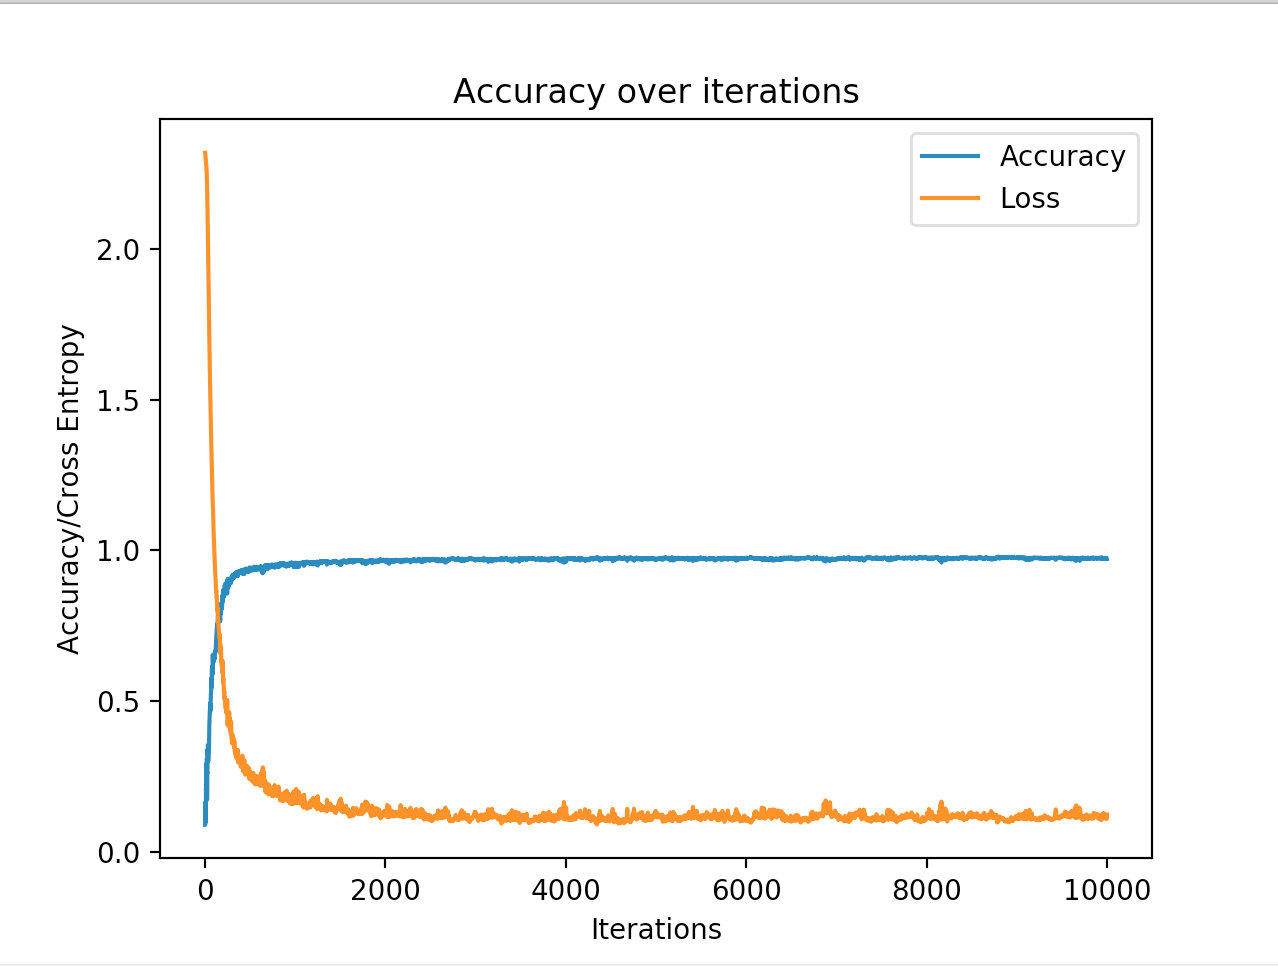 Accuracy over iterations
Accuracy
Loss
Accuracy/Cross Entropy
2.0
1.5
1.0
0.5
0.0
0 2000 4000 6000 8000 10000
Iterations